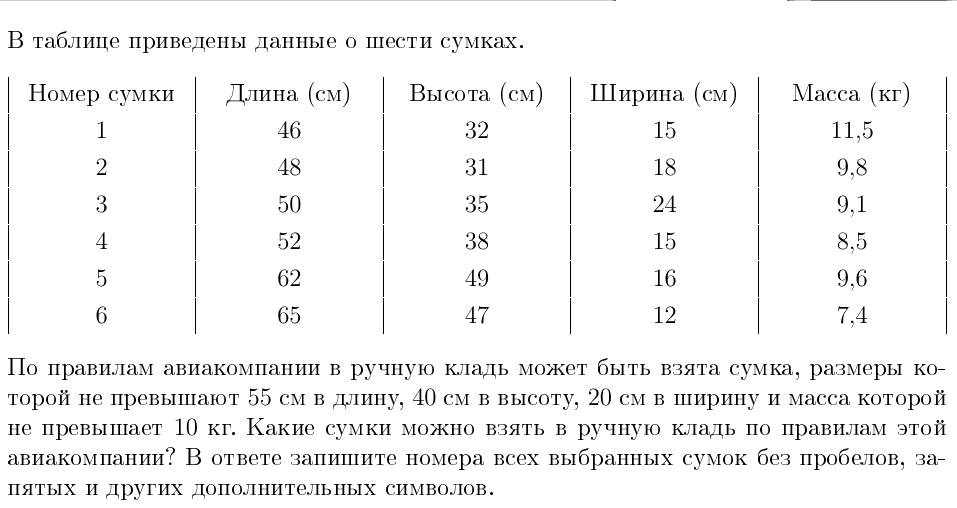 В таблице приведены данные о шести сумках.
Номер сумки Длина (см) Высота (см) Ширина (см) Масса (кг)
1 46 32 15 11,5
2 48 31 18 9,8
3 50 35 24 9,1
4 52 38 15 8,5
5 62 49 16 9,6
6 65 47 12 7,4
По правилам авиакомпании в ручную кладь может быть взята сумка, размеры ко-
торой не превышают 55 см в длину, 40 см в высоту, 20 см в ширину и масса которой
не превышает 10 кг. Какие сумки можно взять в ручную кладь по правилам этой
авиакомпании? В ответе запишите номера всех выбранных сумок без пробелов, за-
пятых и других дополнительных символов.